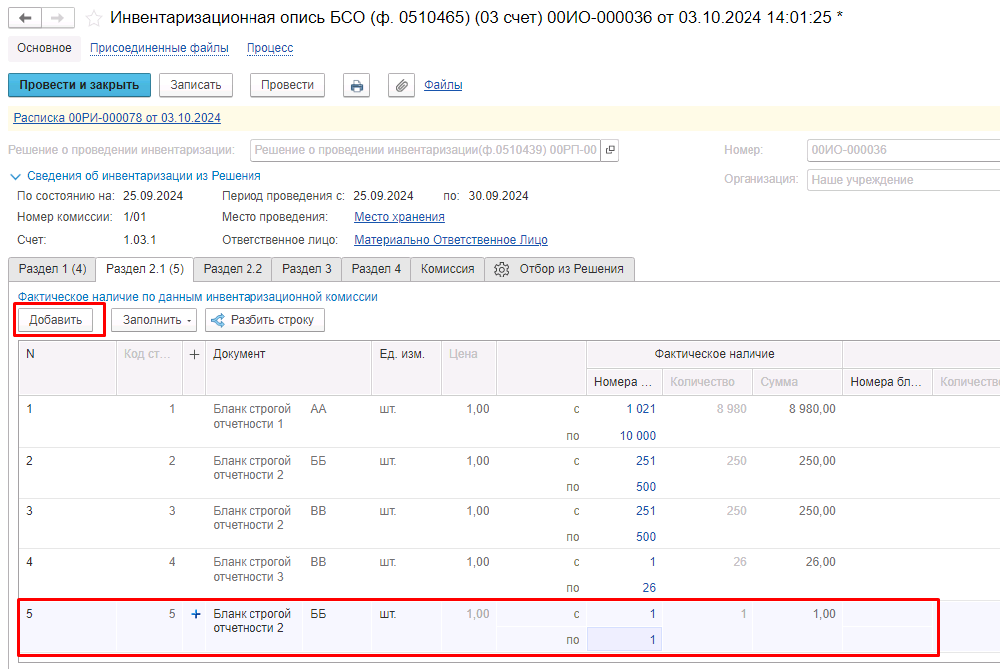 Инвентаризационная опись БСО (ф. 0510465) (03 счет) 00ИО-000036 от 03.10.2024 14:01:25 *
Основное Присоединенные файлы Процесс
Провести и закрыть Записать Провести Файлы
Расписка 00РИ-000078 от 03.10.2024
Решение о проведении инвентаризации: Решение о проведении инвентаризации(ф.0510439) 00РП-00 Номер: 00ИО-000036
Сведения об инвентаризации из Решения Организация: Наше учреждение
По состоянию на: 25.09.2024 Период проведения с: 25.09.2024 по: 30.09.2024
Номер комиссии: 1/01 Место проведения: Место хранения
Счет: 1.03.1 Ответственное лицо: Материально Ответственное Лицо
Раздел 1 (4) Раздел 2.1 (5) Раздел 2.2 Раздел 3 Раздел 4 Комиссия Отбор из Решения
Фактическое наличие по данным инвентаризационной комиссии
Добавить Заполнить Разбить строку
N Код ст... + Документ Ед. изм. Цена Фактическое наличие
Номера ... Количество Сумма Номера бл... Количество
1 1 Бланк строгой АА шт. 1,00 с 1 021 8 980 8 980,00
отчетности 1
по 10 000
2 2 Бланк строгой ББ шт. 1,00 с 251 250 250,00
отчетности 2
по 500
3 3 Бланк строгой ВВ шт. 1,00 с 251 250 250,00
отчетности 2
по 500
4 4 Бланк строгой ВВ шт. 1,00 с 1 26 26,00
отчетности 3
по 26
5 5 + Бланк строгой ББ шт. 1,00 с 1 1 1,00
отчетности 2
по 1